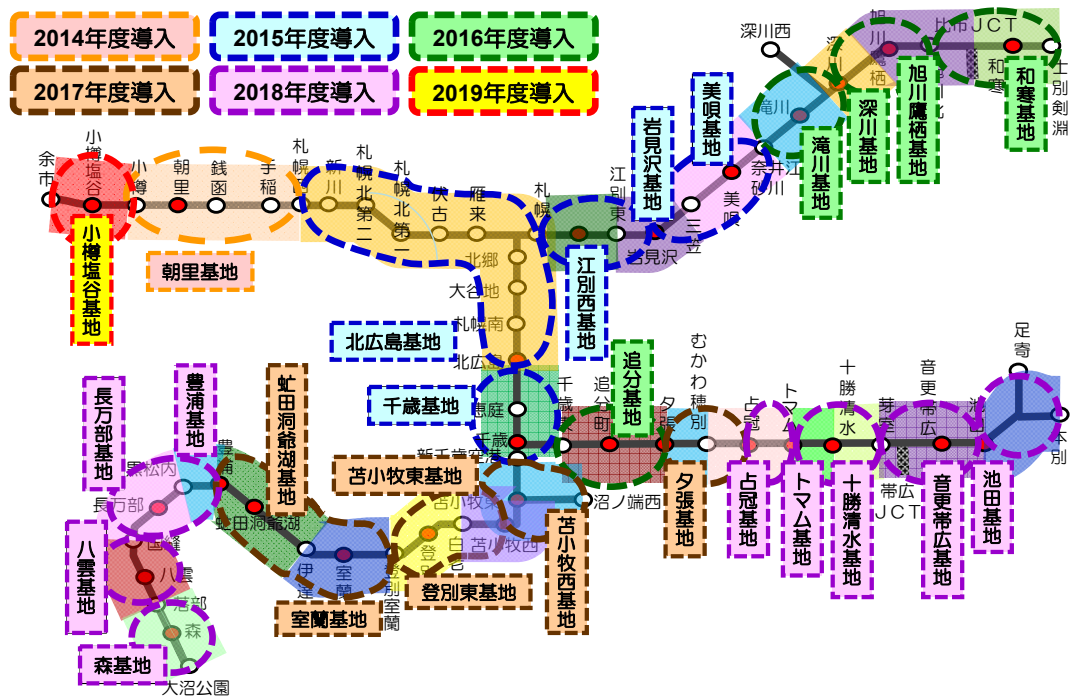 2014年度導入
2015年度導入
2016年度導入
2017年度導入
2018年度導入
2019年度導入
余市
小樽塩谷
小樽
朝里
銭函
手稲
新川
札幌北第二
札幌北第一
伏古
雁来
北郷
大谷地
札幌南
北広島
恵庭
千歳
新千歳空港
江別東
岩見沢
三笠
美唄
奈井江
砂川
滝川
深川西
旭川鷹栖
比布JCT
和寒
士別剣淵
小樽塩谷基地
朝里基地
北広島基地
千歳基地
江別西基地
岩見沢基地
美唄基地
滝川基地
深川基地
旭川鷹栖基地
和寒基地
千歳東
追分町
夕張
むかわ穂別
占冠
トマム
十勝清水
芽室
帯広JCT
音更帯広
池田
足寄
本別
追分基地
夕張基地
占冠基地
トマム基地
十勝清水基地
音更帯広基地
池田基地
沼ノ端西
苫小牧東
苫小牧西
白老
登別室蘭
室蘭
伊達
虻田洞爺湖
豊浦
黒松内
長万部
国縫
八雲
落部
森
大沼公園
苫小牧東基地
苫小牧西基地
登別東基地
室蘭基地
虻田洞爺湖基地
豊浦基地
長万部基地
八雲基地
森基地